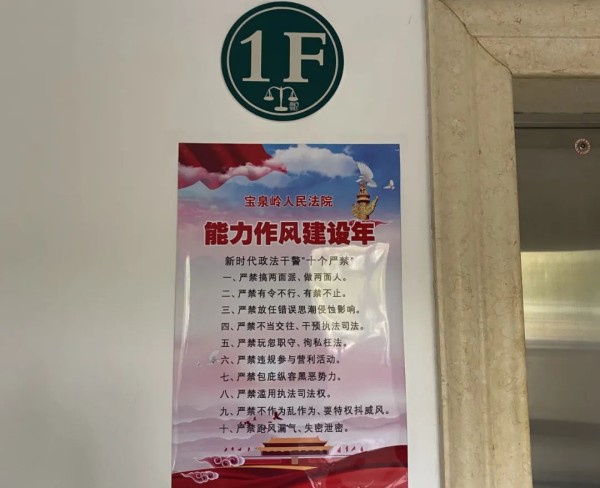 1F
宝泉岭人民法院
能力作风建设年
新时代政法干警“十个严禁”
一、严禁搞两面派、做两面人。
二、严禁有令不行、有禁不止。
三、严禁放任错误思潮侵蚀影响。
四、严禁不当交往、干预执法司法。
五、严禁玩忽职守、徇私枉法。
六、严禁违规参与营利活动。
七、严禁包庇纵容黑恶势力。
八、严禁滥用执法司法权。
九、严禁不作为乱作为、耍特权抖威风。
十、严禁跑风漏气、失密泄密。